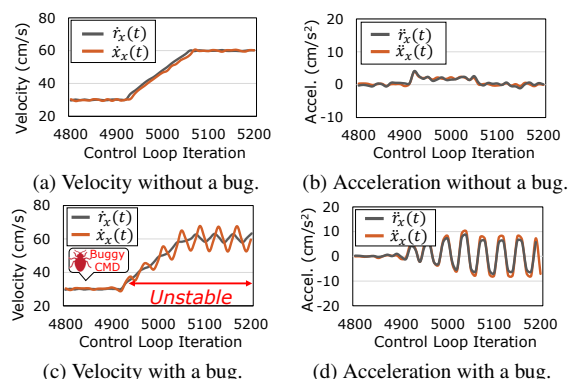 Velocity (cm/s)
80
60
40
20
ṙₓ(t)
ẋₓ(t)
4800 4900 5000 5100 5200
Control Loop Iteration
(a) Velocity without a bug.
Accel. (cm/s²)
20
10
0
-10
r̈ₓ(t)
ẍₓ(t)
4800 4900 5000 5100 5200
Control Loop Iteration
(b) Acceleration without a bug.
Velocity (cm/s)
80
60
40
20
ṙₓ(t)
ẋₓ(t)
Buggy
CMD
Unstable
4800 4900 5000 5100 5200
Control Loop Iteration
(c) Velocity with a bug.
Accel. (cm/s²)
20
10
0
-10
r̈ₓ(t)
ẍₓ(t)
4800 4900 5000 5100 5200
Control Loop Iteration
(d) Acceleration with a bug.